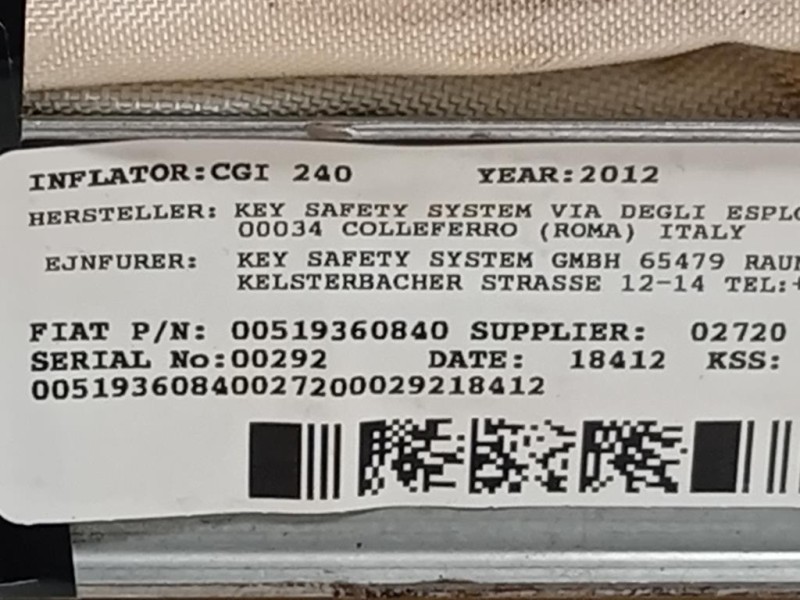 INFLATOR:CGI 240 YEAR:2012
HERSTELLER: KEY SAFETY SYSTEM VIA DEGLI
00034 COLLEFERRO (ROMA) ITALY
EJNFURER: KEY SAFETY SYSTEM GMBH 65479
KELSTERBACHER STRASSE 12-14 TEL:+
FIAT P/N: 00519360840 SUPPLIER: 02720
SERIAL No:00292 DATE: 18412 KSS:
00519360840027200029218412